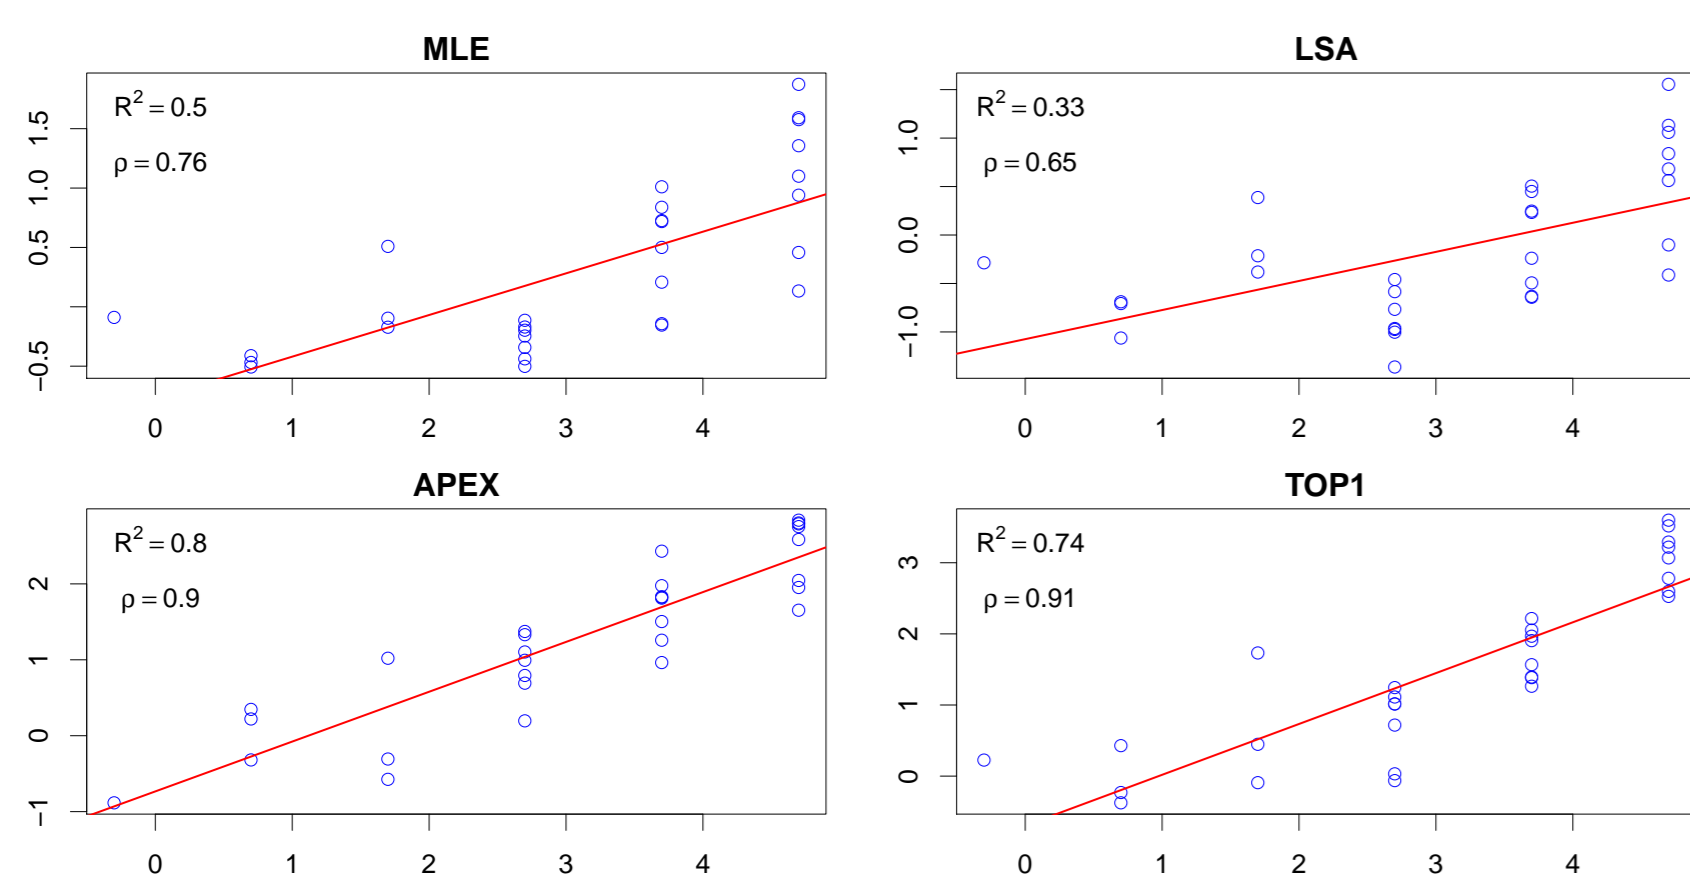 MLE
R² = 0.5
ρ = 0.76
1.5
1.0
0.5
−0.5
0 1 2 3 4
LSA
R² = 0.33
ρ = 0.65
1.0
0.0
−1.0
0 1 2 3 4
APEX
R² = 0.8
ρ = 0.9
2
1
0
−1
0 1 2 3 4
TOP1
R² = 0.74
ρ = 0.91
3
2
1
0
0 1 2 3 4